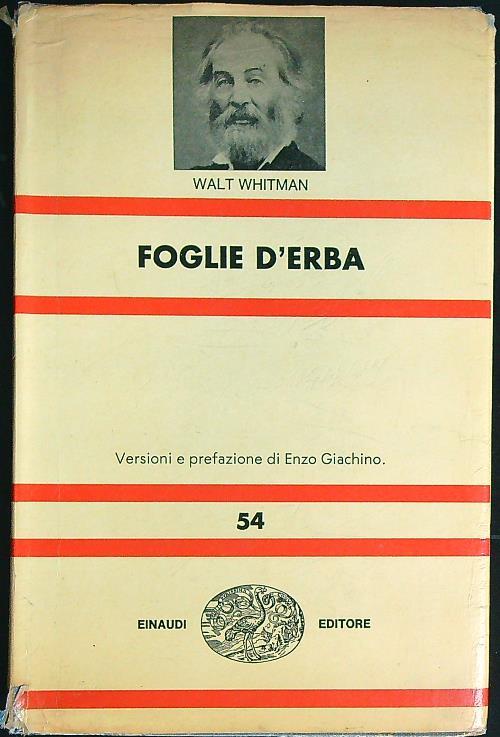 WALT WHITMAN
FOGLIE D'ERBA
Versioni e prefazione di Enzo Giachino.
54
EINAUDI EDITORE